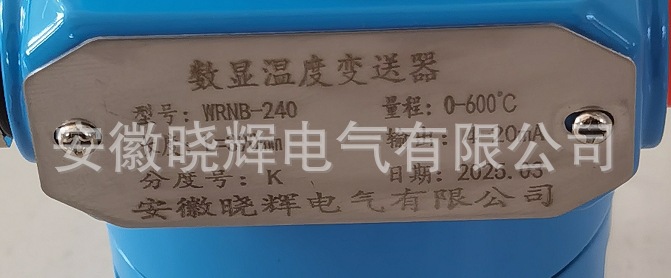 数显温度变送器
型号: WRNB-240 量程: 0-600℃
安徽晓辉电气有限公司
分度号: K 日期: 2025.03
安徽晓辉电气有限公司